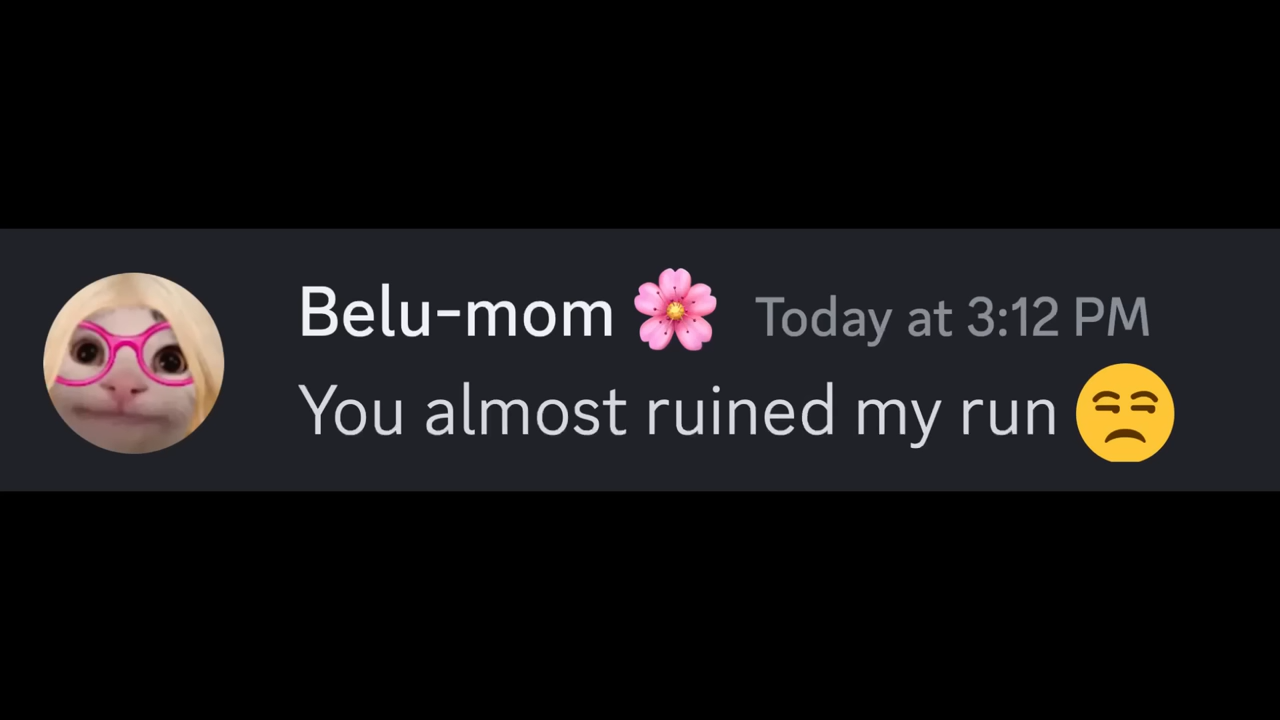 Belu-mom 🌸 Today at 3:12 PM
You almost ruined my run 😒